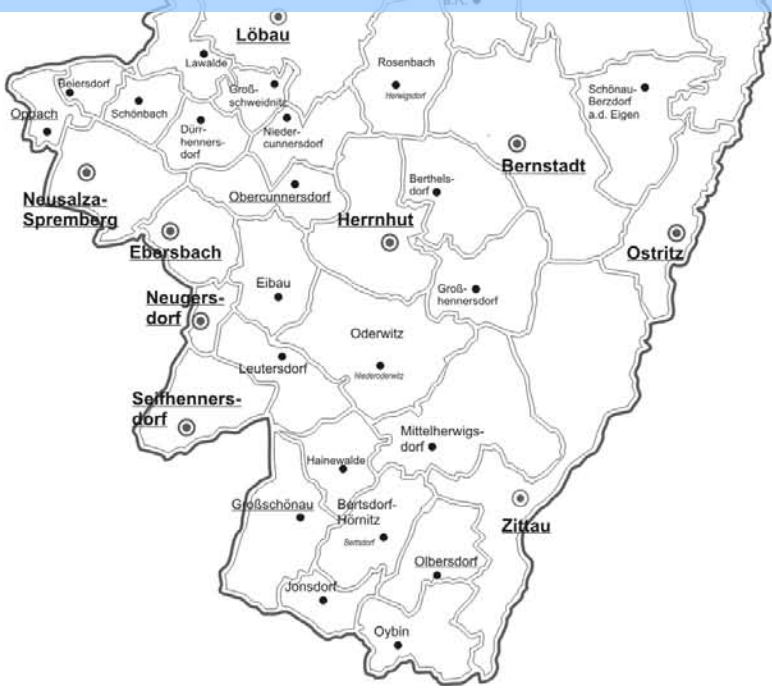 a.K.
Löbau
Lawalde
Rosenbach
Herwigsdorf
Beiersdorf
Groß-
schweidnitz
Schönau-
Berzdorf
a.d. Eigen
Oppach
Schönbach
Dürr-
henners-
dorf
Nieder-
cunnersdorf
Bernstadt
Neusalza-
Spremberg
Obercunnersdorf
Berthels-
dorf
Ebersbach
Herrnhut
Ostritz
Eibau
Neugers-
dorf
Groß-
hennersdorf
Oderwitz
Niederoderwitz
Leutersdorf
Seifhenners-
dorf
Mittelherwigs-
dorf
Hainewalde
Großschönau
Bertsdorf-
Hörnitz
Bertsdorf
Zittau
Olbersdorf
Jonsdorf
Oybin